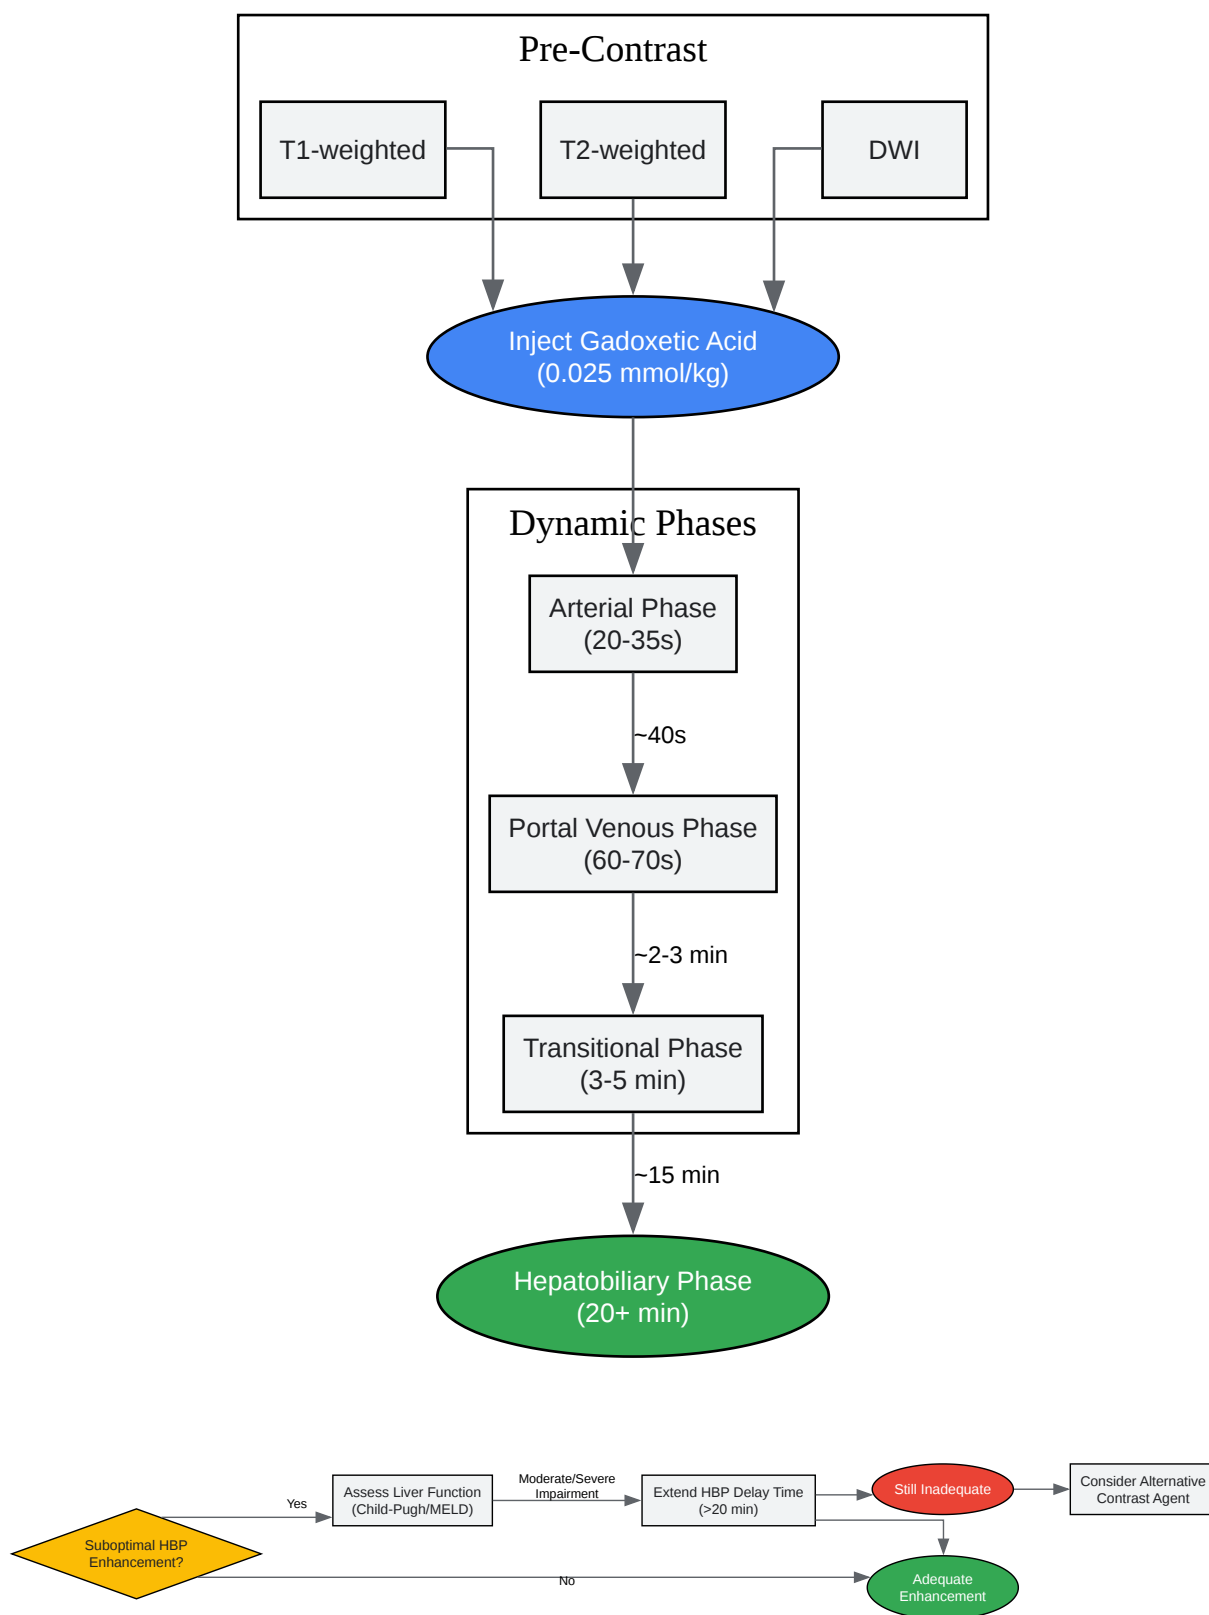 Pre-Contrast
T1-weighted
T2-weighted
DWI
Inject Gadoxetic Acid
(0.025 mmol/kg)
Dynamic Phases
Arterial Phase
(20-35s)
~40s
Portal Venous Phase
(60-70s)
~2-3 min
Transitional Phase
(3-5 min)
~15 min
Hepatobiliary Phase
(20+ min)
Suboptimal HBP
Enhancement?
Yes
Assess Liver Function
(Child-Pugh/MELD)
Moderate/Severe
Impairment
Extend HBP Delay Time
(>20 min)
Still Inadequate
Consider Alternative
Contrast Agent
No
Adequate
Enhancement